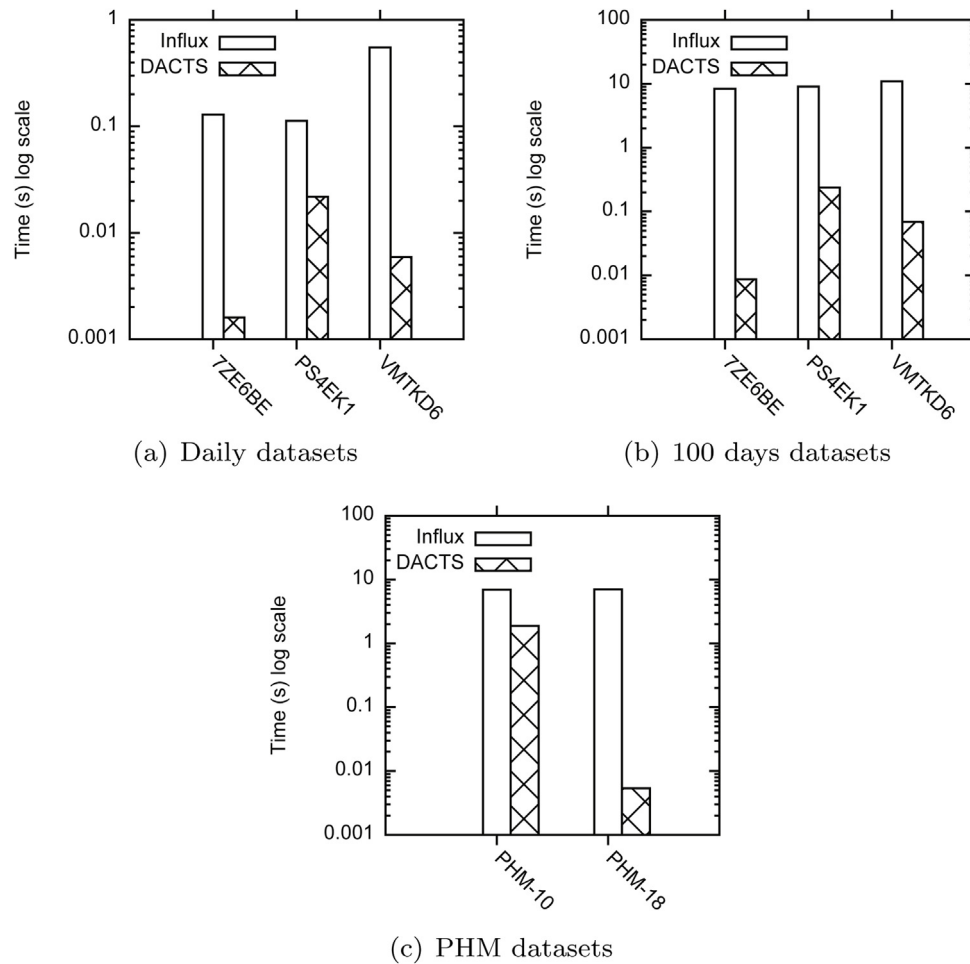 1
Influx
DACTS
0.1
0.01
0.001
Time (s) log scale
7ZE6BE
PS4EK1
VMTKD6
(a) Daily datasets
100
Influx
DACTS
10
1
0.1
0.01
0.001
Time (s) log scale
7ZE6BE
PS4EK1
VMTKD6
(b) 100 days datasets
100
Influx
DACTS
10
1
0.1
0.01
0.001
Time (s) log scale
PHM-10
PHM-18
(c) PHM datasets